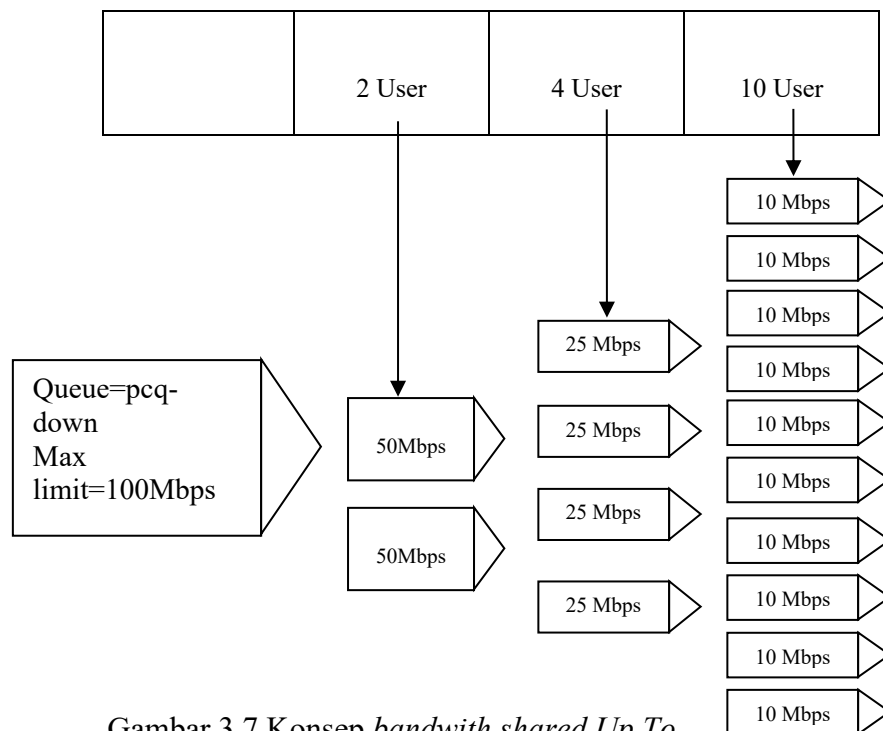 2 User
4 User
10 User
Queue=pcq-
down
Max
limit=100Mbps
50Mbps
50Mbps
25 Mbps
25 Mbps
25 Mbps
25 Mbps
10 Mbps
10 Mbps
10 Mbps
10 Mbps
10 Mbps
10 Mbps
10 Mbps
10 Mbps
10 Mbps
10 Mbps
Gambar 3.7 Konsep bandwith shared Up To